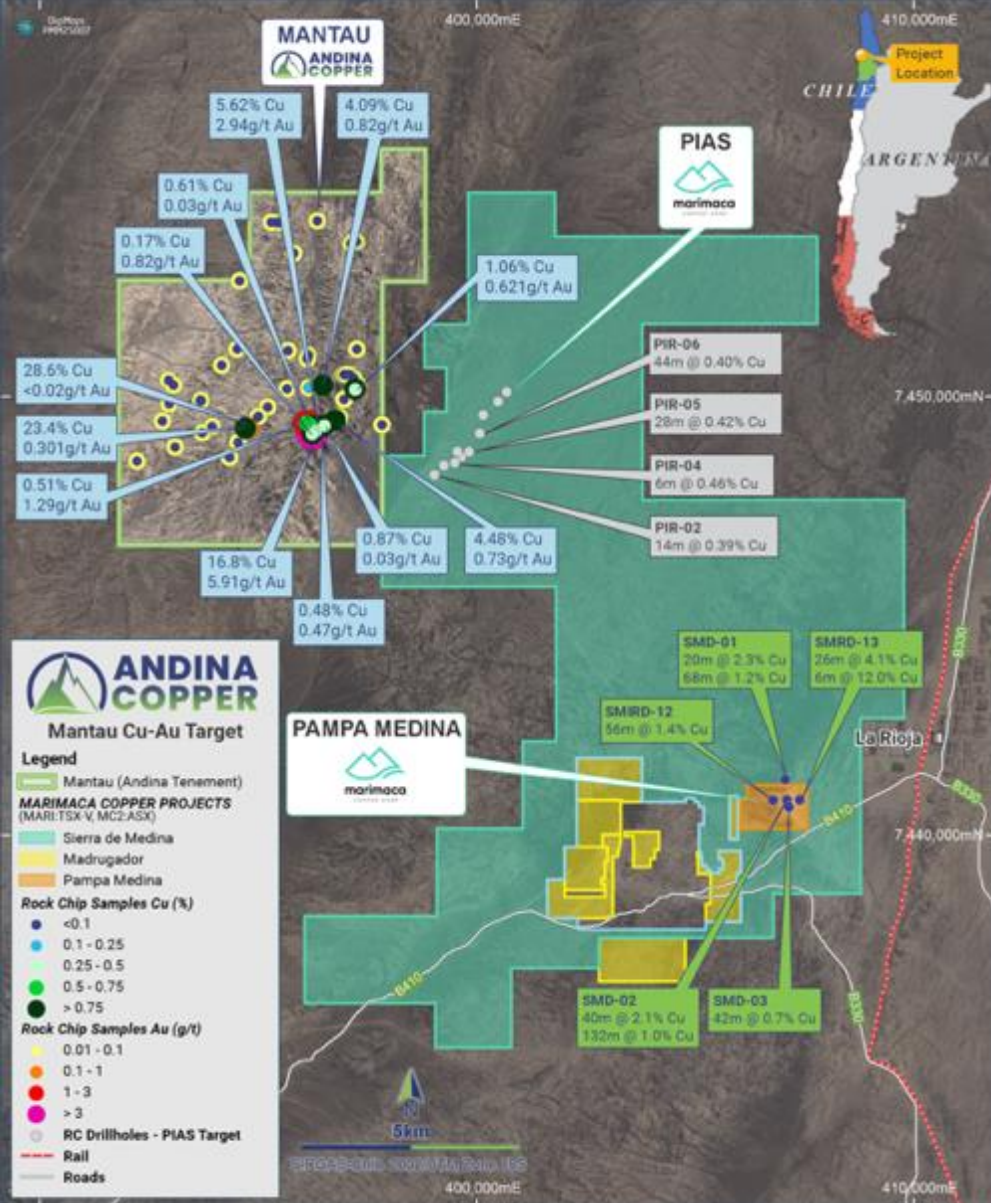 DigiMaps
400,000mE
410,000mE
MANTAU
ANDINA
COPPER
Project
Location
CHILE
ARGENTINA
5.62% Cu
2.94g/t Au
4.09% Cu
0.82g/t Au
PIAS
marimaca
COPPER CORP
0.61% Cu
0.03g/t Au
0.17% Cu
0.82g/t Au
1.06% Cu
0.621g/t Au
PIR-06
44m @ 0.40% Cu
28.6% Cu
<0.02g/t Au
7,450,000mN
PIR-05
28m @ 0.42% Cu
23.4% Cu
0.301g/t Au
PIR-04
6m @ 0.46% Cu
0.51% Cu
1.29g/t Au
PIR-02
14m @ 0.39% Cu
16.8% Cu
5.91g/t Au
0.87% Cu
0.03g/t Au
4.48% Cu
0.73g/t Au
0.48% Cu
0.47g/t Au
ANDINA
COPPER
Mantau Cu-Au Target
Legend
Mantau (Andina Tenement)
MARIMACA COPPER PROJECTS
(MARI:TSX-V, MC2:ASX)
Sierra de Medina
Madrugador
Pampa Medina
Rock Chip Samples Cu (%)
<0.1
0.1 - 0.25
0.25 - 0.5
0.5 - 0.75
> 0.75
Rock Chip Samples Au (g/t)
0.01 - 0.1
0.1 - 1
1 - 3
> 3
RC Drillholes - PIAS Target
Rail
Roads
SMD-01
20m @ 2.3% Cu
68m @ 1.2% Cu
SMRD-13
26m @ 4.1% Cu
6m @ 12.0% Cu
B330
SMIRD-12
56m @ 1.4% Cu
PAMPA MEDINA
marimaca
COPPER CORP
La Rioja
B330
B410
7,440,000mN
B410
SMD-02
40m @ 2.1% Cu
132m @ 1.0% Cu
SMD-03
42m @ 0.7% Cu
B330
N
5km
400,000mE
410,000mE